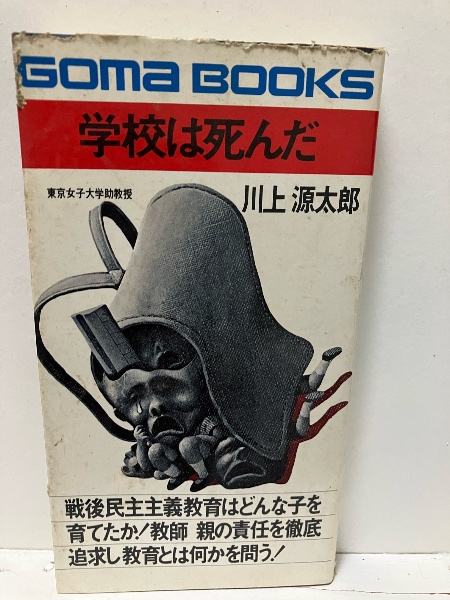 GOMA BOOKS
学校は死んだ
東京女子大学助教授
川上 源太郎
戦後民主主義教育はどんな子を
育てたか!教師 親の責任を徹底
追求し教育とは何かを問う!